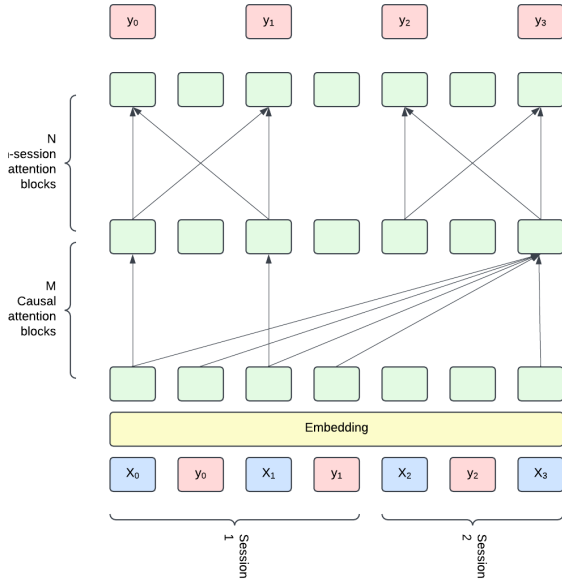 y₀ y₁ y₂ y₃
N
-session
attention
blocks
M
Causal
attention
blocks
Embedding
X₀ y₀ X₁ y₁ X₂ y₂ X₃
Session
1
Session
2